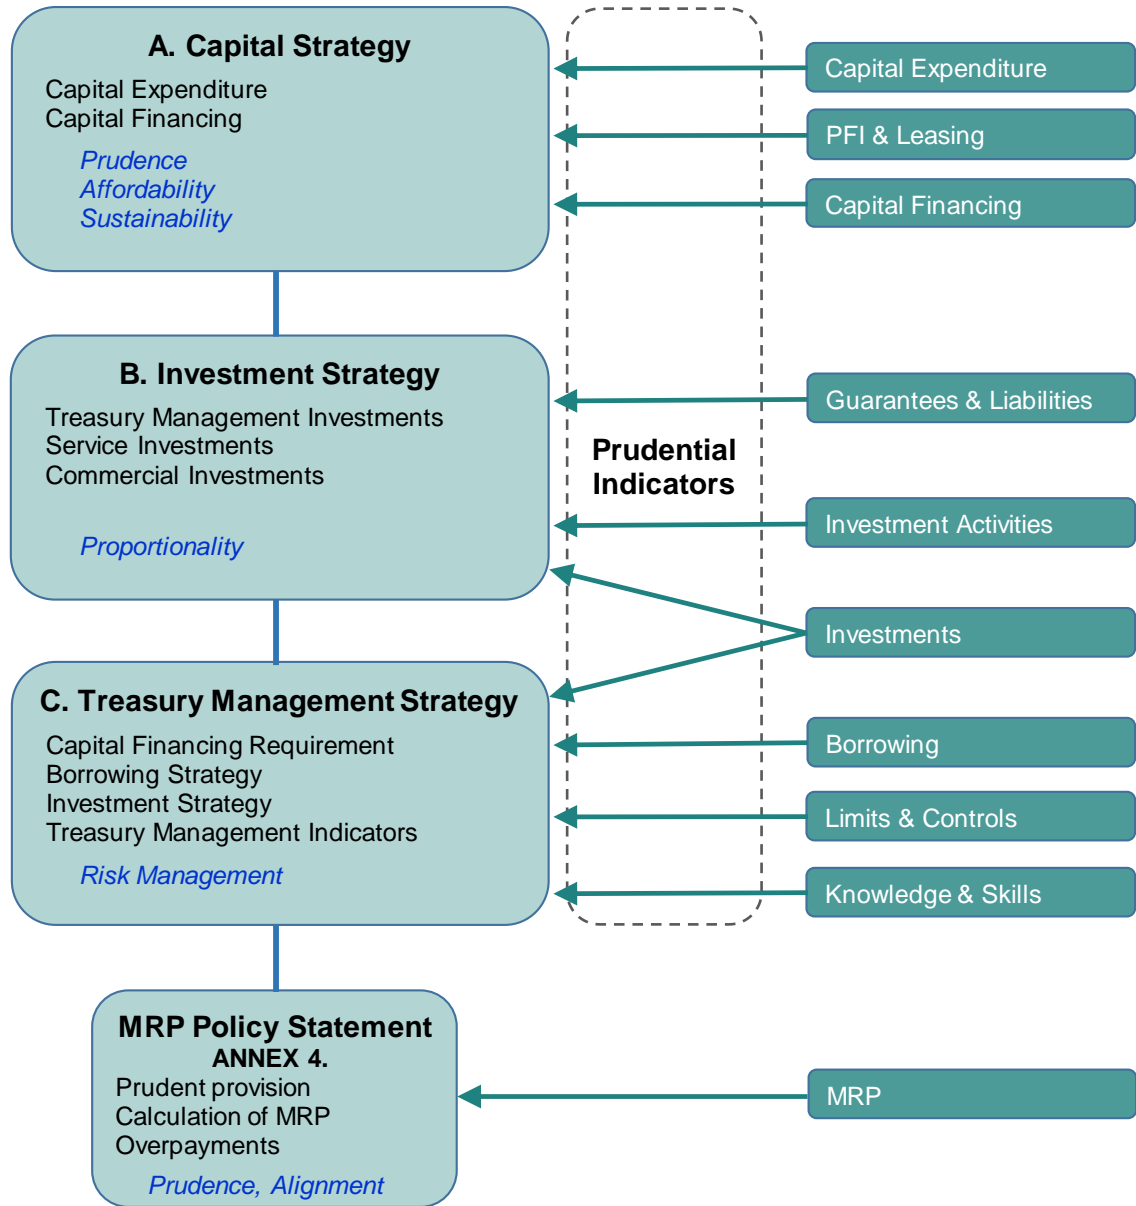 A. Capital Strategy
Capital Expenditure
Capital Financing
Prudence
Affordability
Sustainability
B. Investment Strategy
Treasury Management Investments
Service Investments
Commercial Investments
Proportionality
C. Treasury Management Strategy
Capital Financing Requirement
Borrowing Strategy
Investment Strategy
Treasury Management Indicators
Risk Management
MRP Policy Statement
ANNEX 4.
Prudent provision
Calculation of MRP
Overpayments
Prudence, Alignment
Prudential
Indicators
Capital Expenditure
PFI & Leasing
Capital Financing
Guarantees & Liabilities
Investment Activities
Investments
Borrowing
Limits & Controls
Knowledge & Skills
MRP